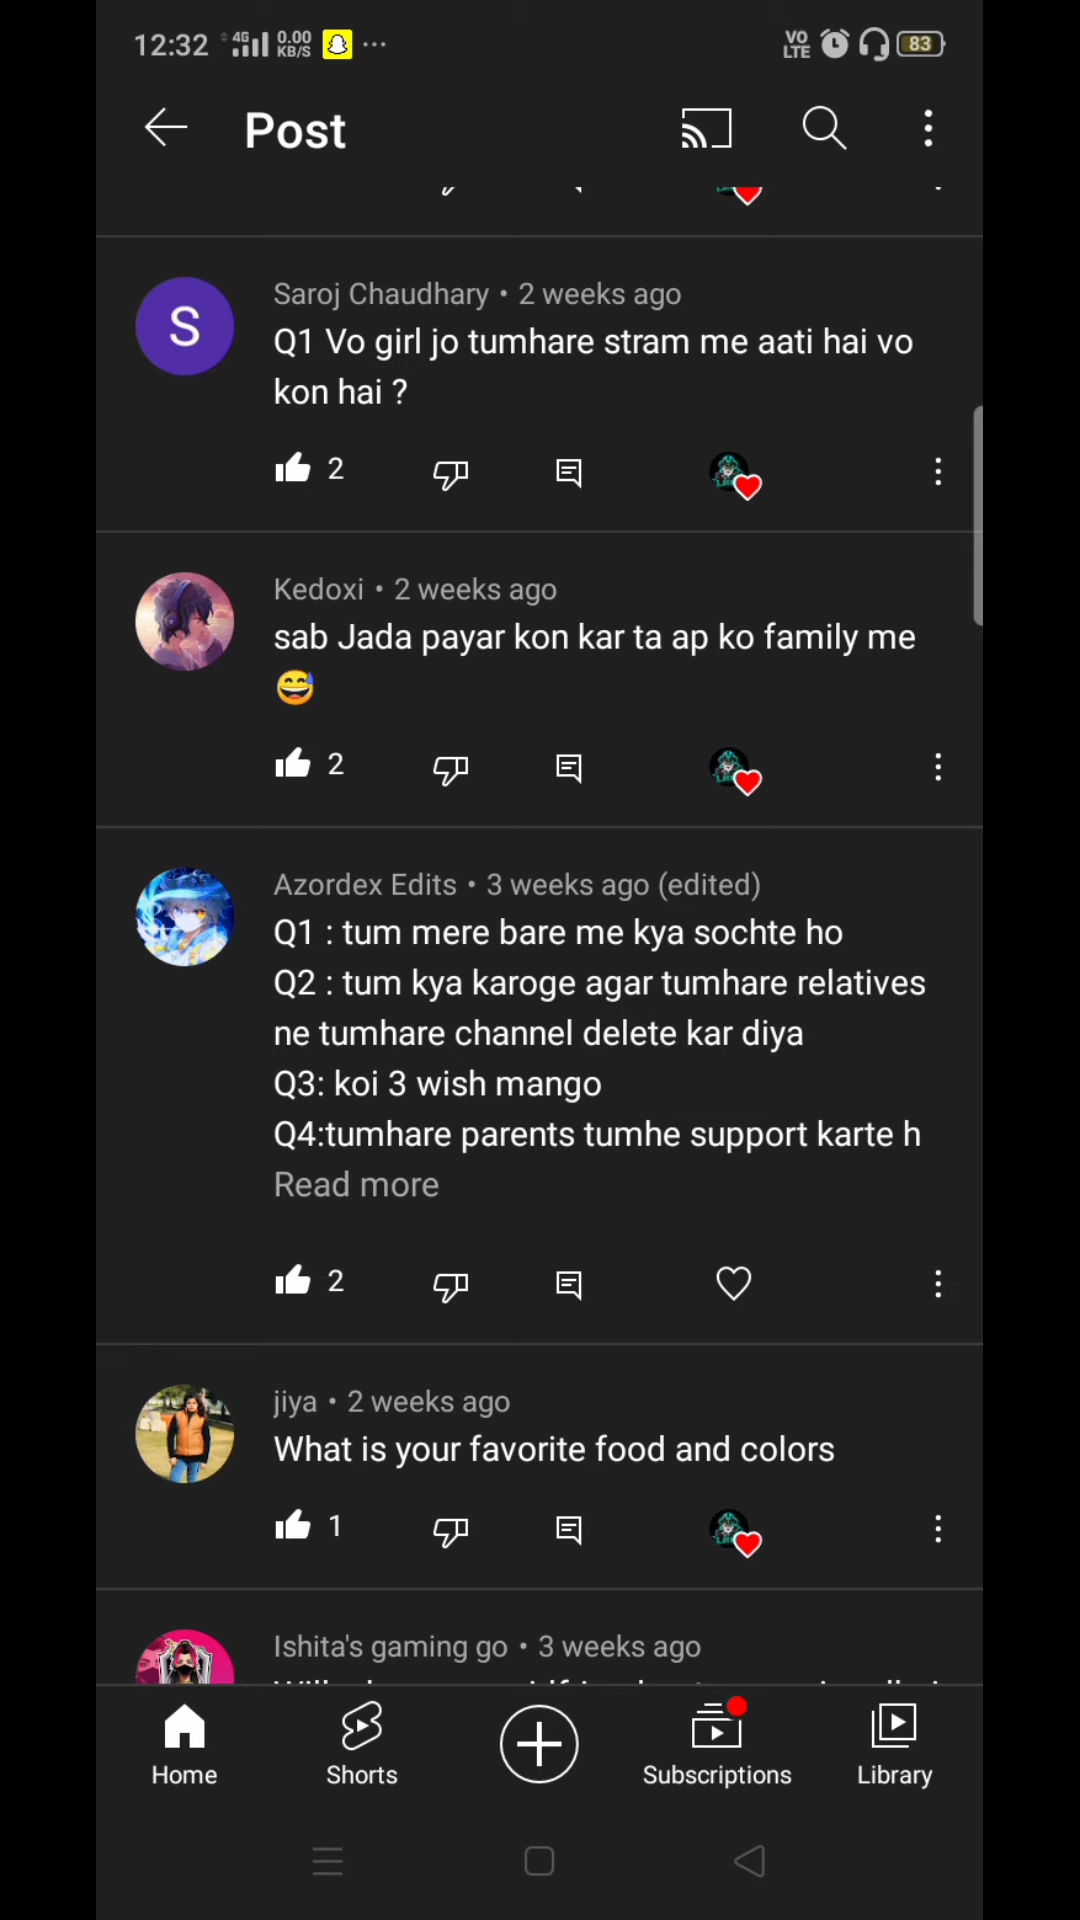 12:32 4G 0.00 KB/S VO LTE 83
Post
Saroj Chaudhary • 2 weeks ago
S
Q1 Vo girl jo tumhare stram me aati hai vo
kon hai ?
2
Kedoxi • 2 weeks ago
sab Jada payar kon kar ta ap ko family me
😅
2
Azordex Edits • 3 weeks ago (edited)
Q1 : tum mere bare me kya sochte ho
Q2 : tum kya karoge agar tumhare relatives
ne tumhare channel delete kar diya
Q3: koi 3 wish mango
Q4:tumhare parents tumhe support karte h
Read more
2
jiya • 2 weeks ago
What is your favorite food and colors
1
Ishita's gaming go • 3 weeks ago
Home Shorts Subscriptions Library